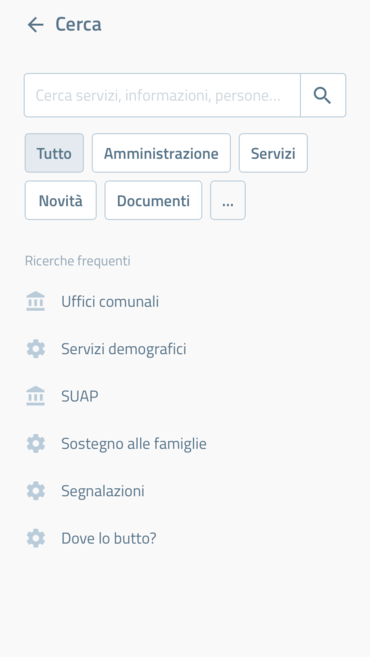 Cerca
Cerca servizi, informazioni, persone...
Tutto
Amministrazione
Servizi
Novità
Documenti
...
Ricerche frequenti
Uffici comunali
Servizi demografici
SUAP
Sostegno alle famiglie
Segnalazioni
Dove lo butto?